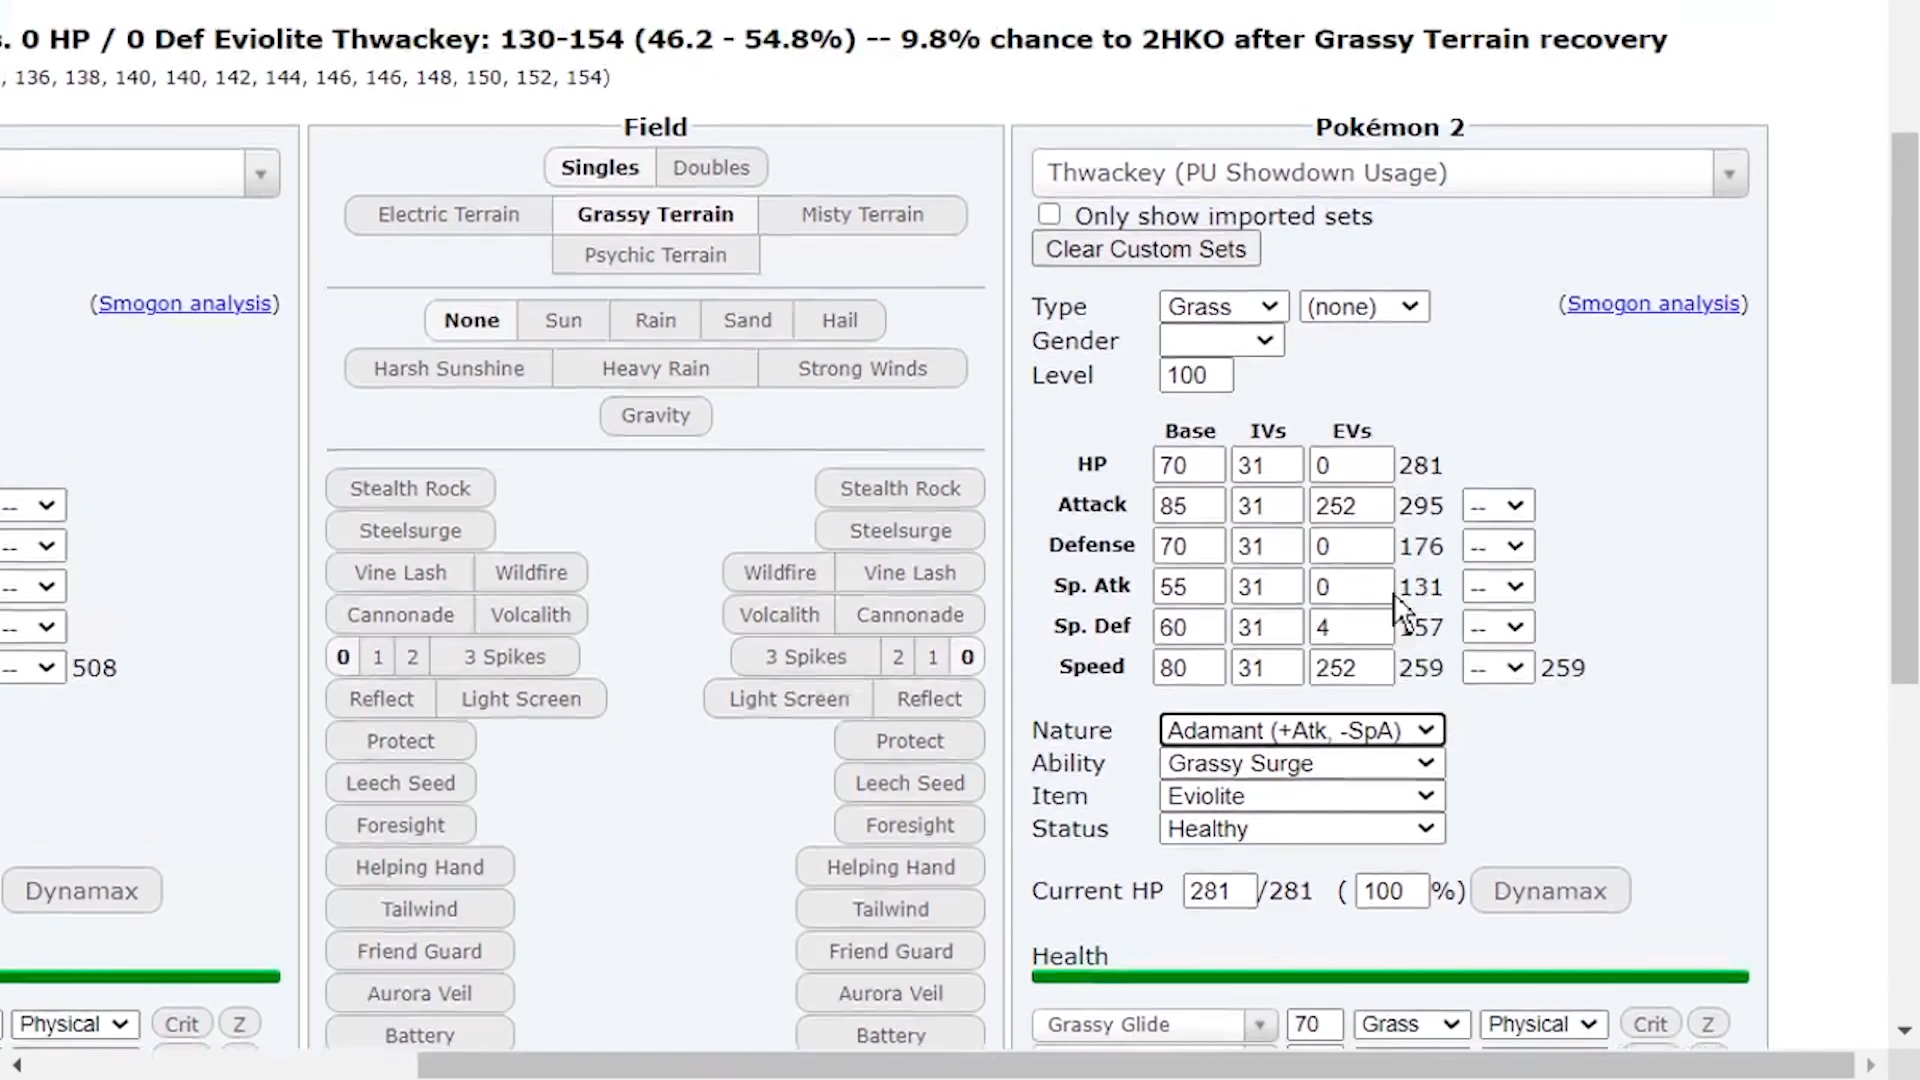 . 0 HP / 0 Def Eviolite Thwackey: 130-154 (46.2 - 54.8%) -- 9.8% chance to 2HKO after Grassy Terrain recovery
, 136, 138, 140, 140, 142, 144, 146, 146, 148, 150, 152, 154)
Field
Pokémon 2
Singles Doubles
Thwackey (PU Showdown Usage)
Electric Terrain Grassy Terrain Misty Terrain
Only show imported sets
Psychic Terrain
Clear Custom Sets
(Smogon analysis)
Type Grass (none) (Smogon analysis)
None Sun Rain Sand Hail
Gender
Harsh Sunshine Heavy Rain Strong Winds
Level 100
Gravity
Base IVs EVs
HP 70 31 0 281
Stealth Rock Stealth Rock
-- Attack 85 31 252 295 --
Steelsurge Steelsurge
-- Defense 70 31 0 176 --
Vine Lash Wildfire Wildfire Vine Lash
-- Sp. Atk 55 31 0 131 --
Cannonade Volcalith Volcalith Cannonade
-- Sp. Def 60 31 4 57 --
0 1 2 3 Spikes 3 Spikes 2 1 0
-- 508 Speed 80 31 252 259 -- 259
Reflect Light Screen Light Screen Reflect
Protect Protect
Nature Adamant (+Atk, -SpA)
Ability Grassy Surge
Leech Seed Leech Seed
Item Eviolite
Foresight Foresight
Status Healthy
Helping Hand Helping Hand
Dynamax
Current HP 281 /281 ( 100 %) Dynamax
Tailwind Tailwind
Friend Guard Friend Guard
Health
Aurora Veil Aurora Veil
Physical Crit Z
Grassy Glide 70 Grass Physical Crit Z
Battery Battery